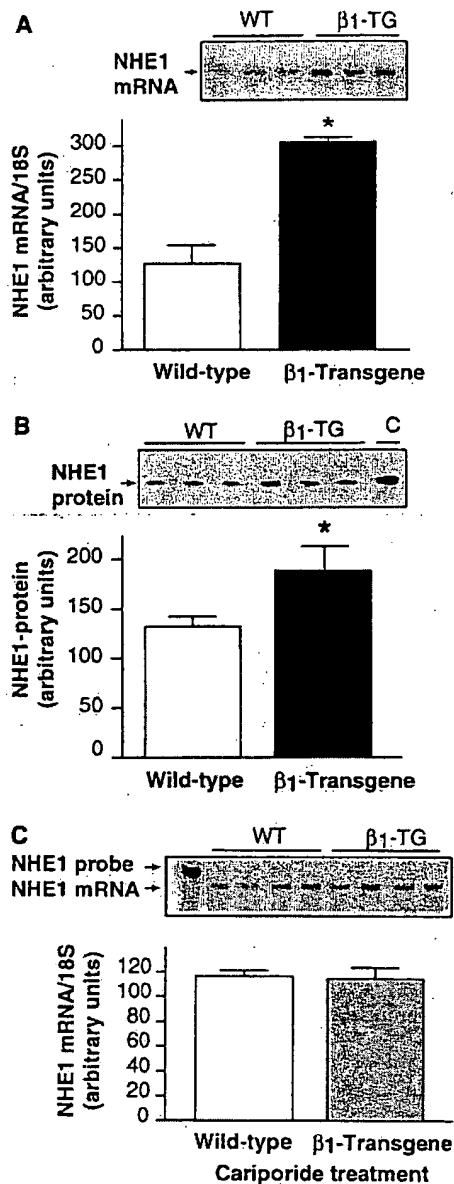 A
WT β1-TG
NHE1
mRNA
*
NHE1 mRNA/18S
(arbitrary units)
300
250
200
150
100
50
0
Wild-type β1-Transgene
B
WT β1-TG C
NHE1
protein
*
NHE1-protein
(arbitrary units)
200
150
100
50
0
Wild-type β1-Transgene
C
WT β1-TG
NHE1 probe
NHE1 mRNA
NHE1 mRNA/18S
(arbitrary units)
120
100
80
60
40
20
0
Wild-type β1-Transgene
Cariporide treatment